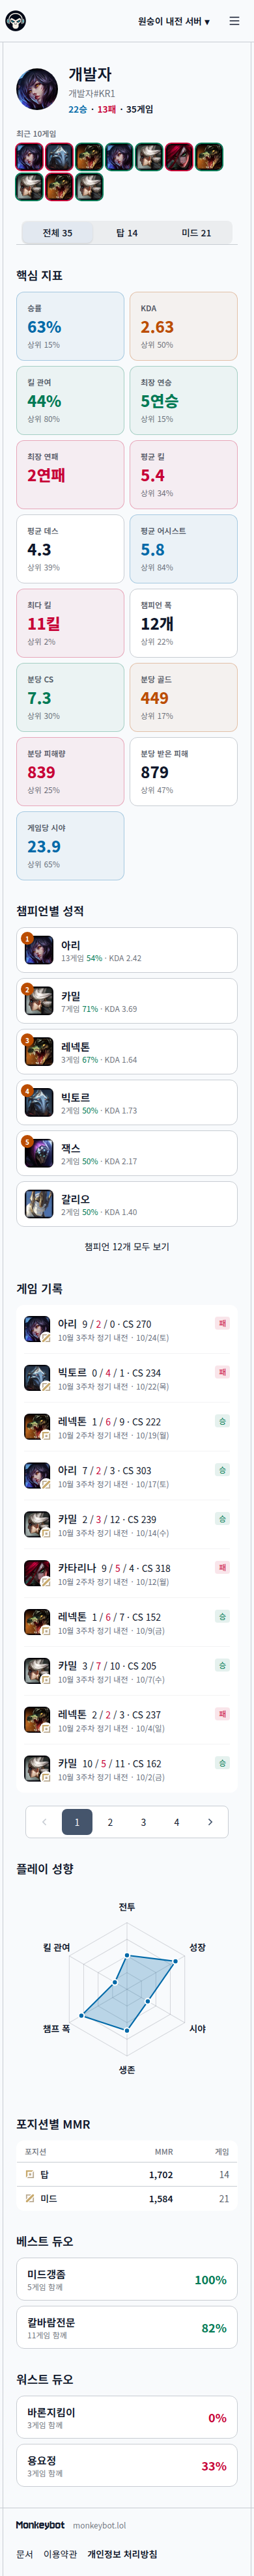 원숭이 내전 서버 ▾
개발자
개발자#KR1
22승 · 13패 · 35게임
최근 10게임
전체 35
탑 14
미드 21
핵심 지표
승률
63%
상위 15%
KDA
2.63
상위 50%
킬 관여
44%
상위 80%
최장 연승
5연승
상위 15%
최장 연패
2연패
평균 킬
5.4
상위 34%
평균 데스
4.3
상위 39%
평균 어시스트
5.8
상위 84%
최다 킬
11킬
상위 2%
챔피언 폭
12개
상위 22%
분당 CS
7.3
상위 30%
분당 골드
449
상위 17%
분당 피해량
839
상위 25%
분당 받은 피해
879
상위 47%
게임당 시야
23.9
상위 65%
챔피언별 성적
1
아리
13게임 54% · KDA 2.42
2
카밀
7게임 71% · KDA 3.69
3
레넥톤
3게임 67% · KDA 1.64
4
빅토르
2게임 50% · KDA 1.73
5
잭스
2게임 50% · KDA 2.17
갈리오
2게임 50% · KDA 1.40
챔피언 12개 모두 보기
게임 기록
아리 9 / 2 / 0 · CS 270
패
10월 3주차 정기 내전 · 10/24(토)
빅토르 0 / 4 / 1 · CS 234
패
10월 3주차 정기 내전 · 10/22(목)
레넥톤 1 / 6 / 9 · CS 222
승
10월 2주차 정기 내전 · 10/19(월)
아리 7 / 2 / 3 · CS 303
승
10월 3주차 정기 내전 · 10/17(토)
카밀 2 / 3 / 12 · CS 239
승
10월 3주차 정기 내전 · 10/14(수)
카타리나 9 / 5 / 4 · CS 318
패
10월 2주차 정기 내전 · 10/12(월)
레넥톤 1 / 6 / 7 · CS 152
승
10월 3주차 정기 내전 · 10/9(금)
카밀 3 / 7 / 10 · CS 205
승
10월 3주차 정기 내전 · 10/7(수)
레넥톤 2 / 2 / 3 · CS 237
패
10월 2주차 정기 내전 · 10/4(일)
카밀 10 / 5 / 11 · CS 162
승
10월 3주차 정기 내전 · 10/2(금)
1 2 3 4
플레이 성향
전투
킬 관여
성장
챔프 폭
시야
생존
포지션별 MMR
포지션 MMR 게임
탑 1,702 14
미드 1,584 21
베스트 듀오
미드갱좀
5게임 함께
100%
칼바람전문
11게임 함께
82%
워스트 듀오
바론지킴이
3게임 함께
0%
용요정
3게임 함께
33%
Monkeybot monkeybot.lol
문서 이용약관 개인정보 처리방침